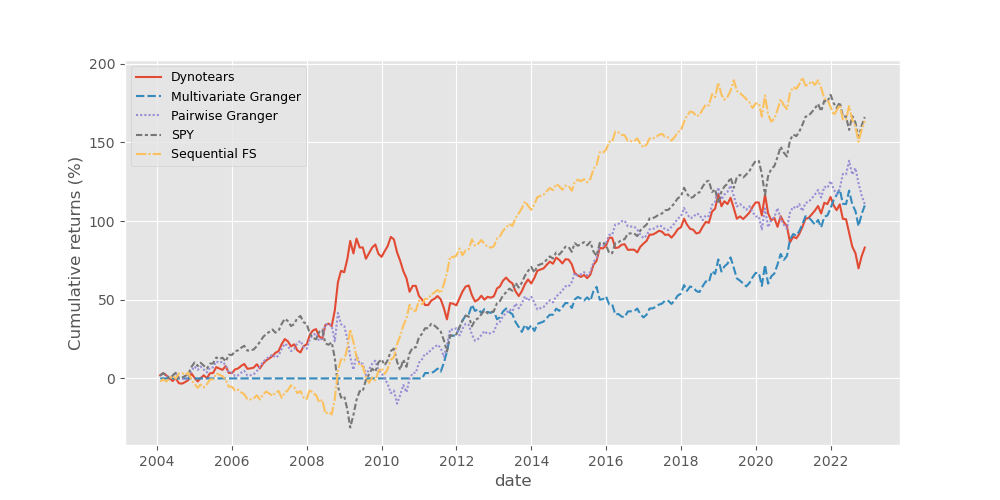 200
150
100
50
0
Cumulative returns (%)
Dynotears
Multivariate Granger
Pairwise Granger
SPY
Sequential FS
2004 2006 2008 2010 2012 2014 2016 2018 2020 2022
date